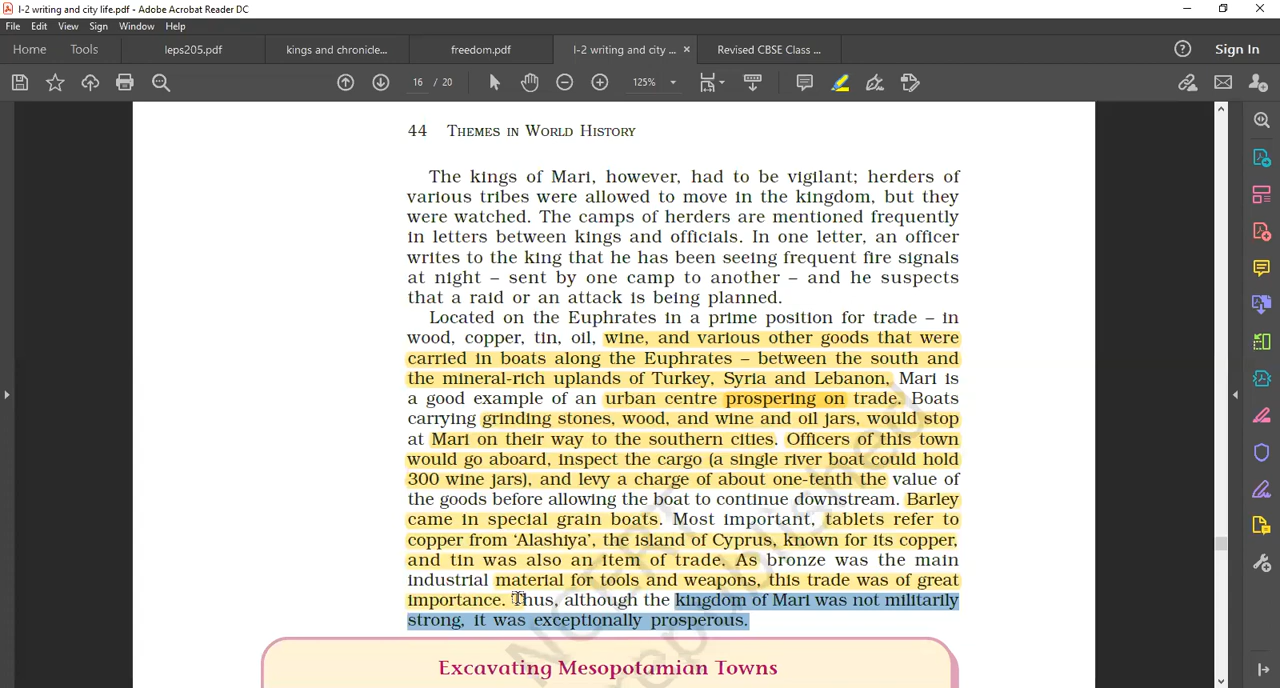 I-2 writing and city life.pdf - Adobe Acrobat Reader DC
File Edit View Sign Window Help
Home Tools leps205.pdf kings and chronicle... freedom.pdf I-2 writing and city ... × Revised CBSE Class ... Sign In
16 / 20 125%
44 THEMES IN WORLD HISTORY
The kings of Mari, however, had to be vigilant; herders of
various tribes were allowed to move in the kingdom, but they
were watched. The camps of herders are mentioned frequently
in letters between kings and officials. In one letter, an officer
writes to the king that he has been seeing frequent fire signals
at night – sent by one camp to another – and he suspects
that a raid or an attack is being planned.
Located on the Euphrates in a prime position for trade – in
wood, copper, tin, oil, wine, and various other goods that were
carried in boats along the Euphrates – between the south and
the mineral-rich uplands of Turkey, Syria and Lebanon, Mari is
a good example of an urban centre prospering on trade. Boats
carrying grinding stones, wood, and wine and oil jars, would stop
at Mari on their way to the southern cities. Officers of this town
would go aboard, inspect the cargo (a single river boat could hold
300 wine jars), and levy a charge of about one-tenth the value of
the goods before allowing the boat to continue downstream. Barley
came in special grain boats. Most important, tablets refer to
copper from ‘Alashiya’, the island of Cyprus, known for its copper,
and tin was also an item of trade. As bronze was the main
industrial material for tools and weapons, this trade was of great
importance. Thus, although the kingdom of Mari was not militarily
strong, it was exceptionally prosperous.
Excavating Mesopotamian Towns